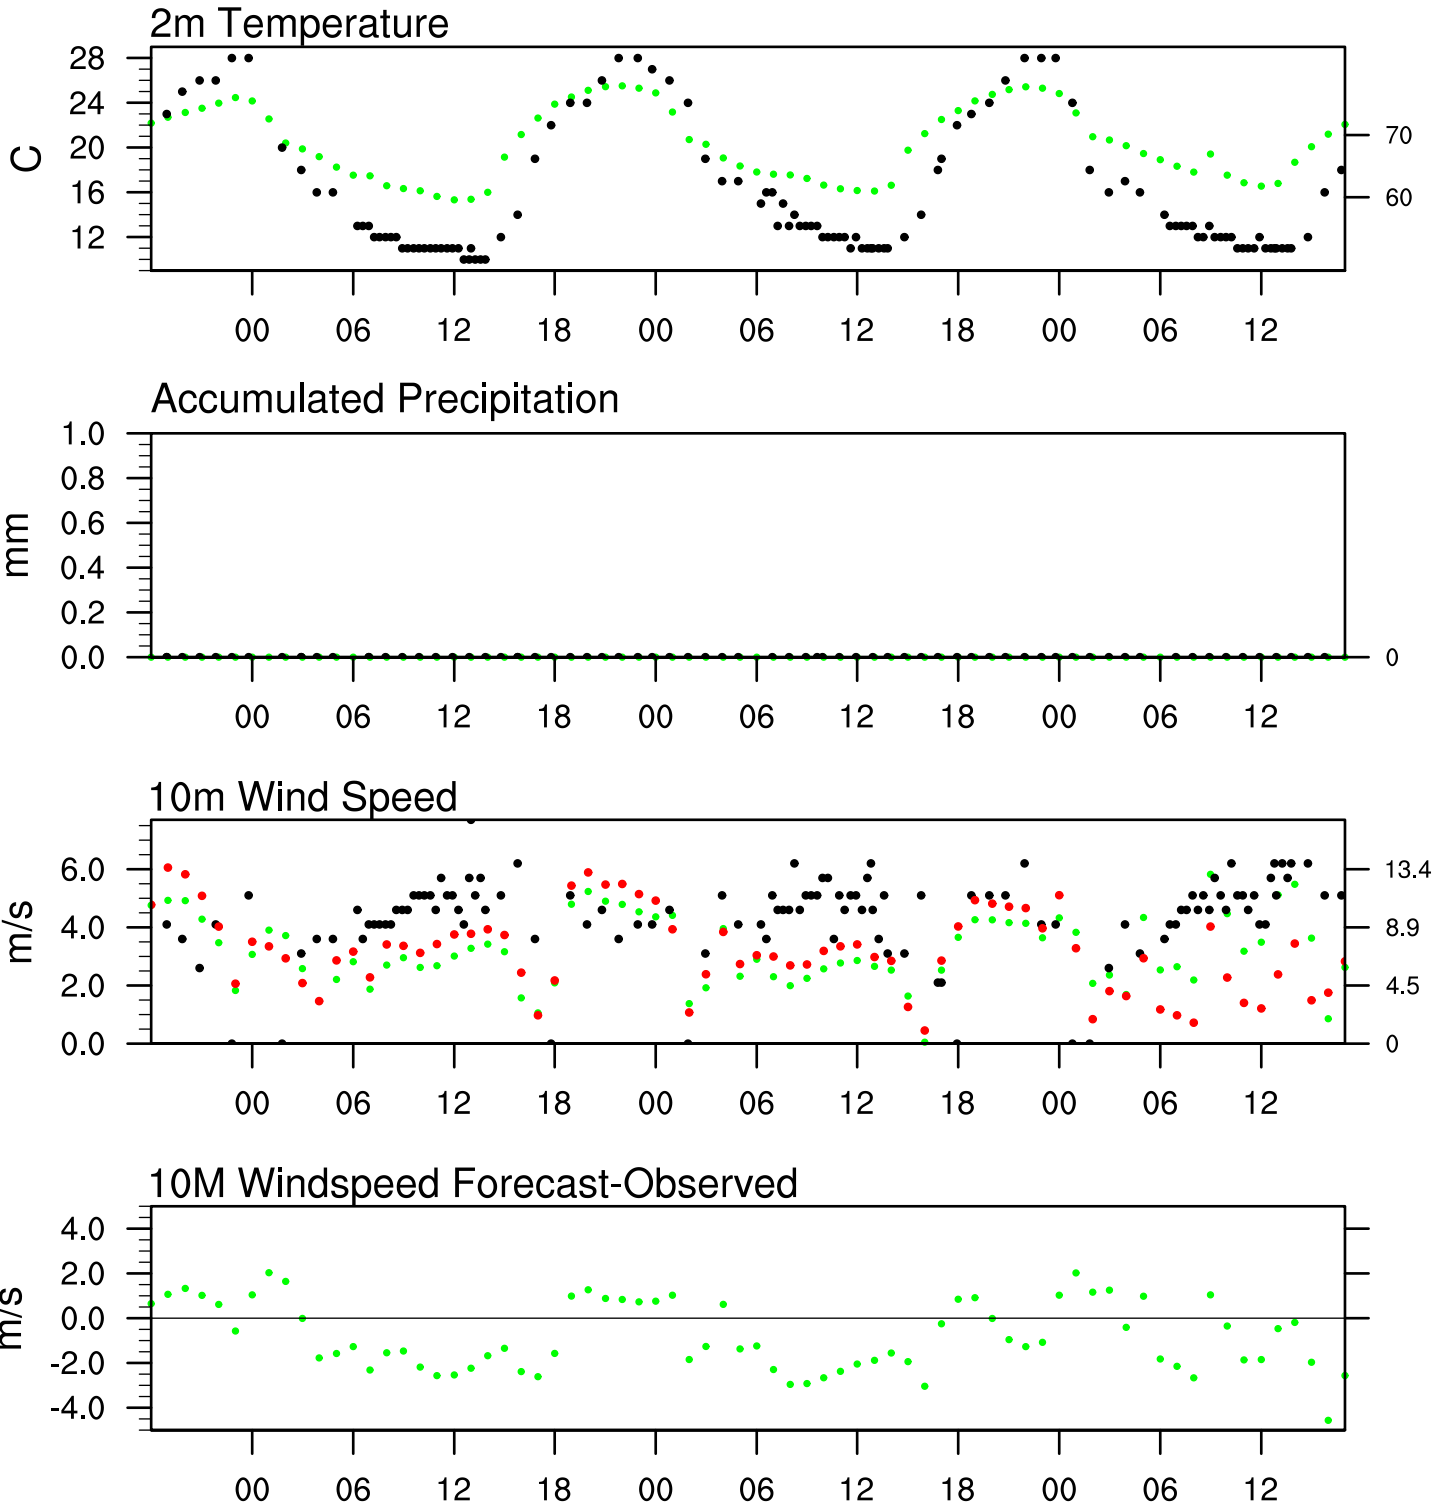 2m Temperature
28
24
20
16
12
C
70
60
00 06 12 18 00 06 12 18 00 06 12
Accumulated Precipitation
1.0
0.8
0.6
0.4
0.2
0.0
mm
0
00 06 12 18 00 06 12 18 00 06 12
10m Wind Speed
6.0
4.0
2.0
0.0
m/s
13.4
8.9
4.5
0
00 06 12 18 00 06 12 18 00 06 12
10M Windspeed Forecast-Observed
4.0
2.0
0.0
-2.0
-4.0
m/s
00 06 12 18 00 06 12 18 00 06 12